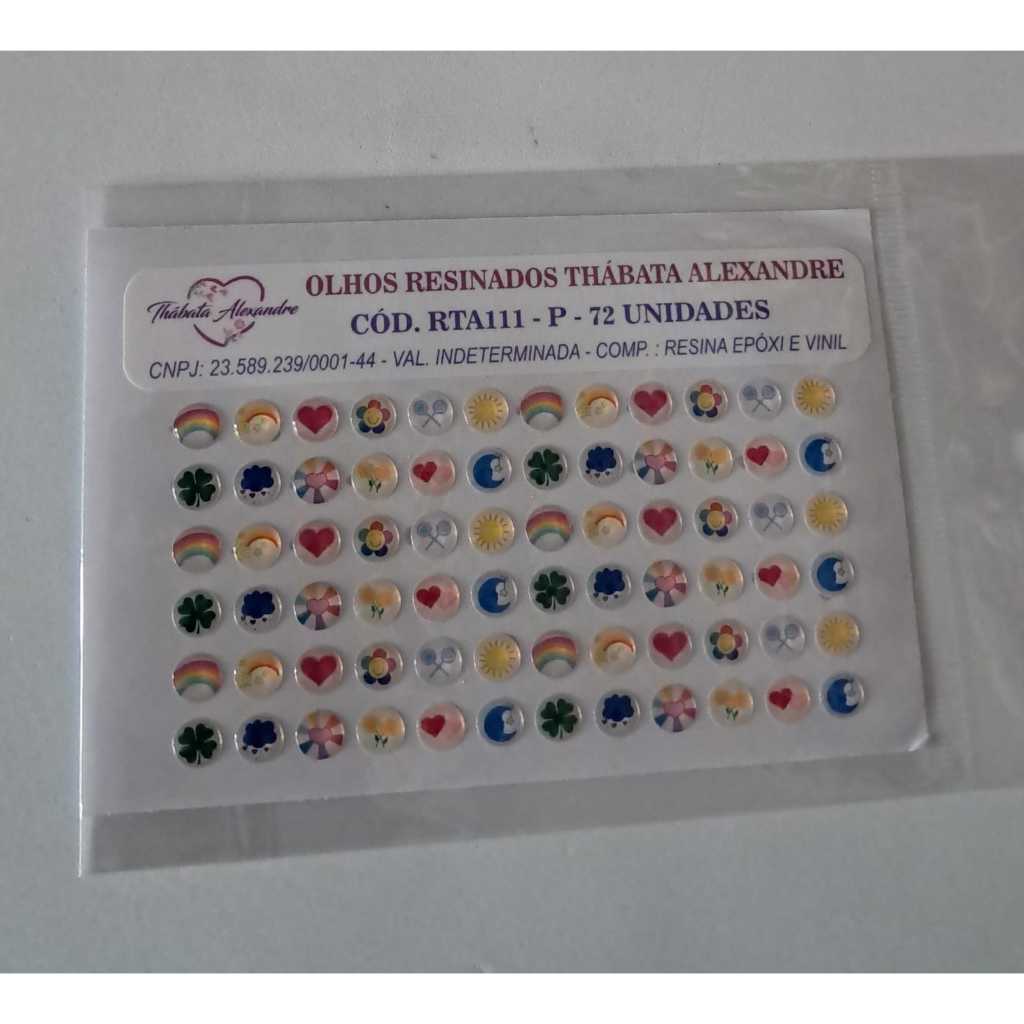 Thábata Alexandre
OLHOS RESINADOS THÁBATA ALEXANDRE
CÓD. RTA111 - P - 72 UNIDADES
CNPJ: 23.589.239/0001-44 - VAL. INDETERMINADA - COMP. : RESINA EPÓXI E VINIL